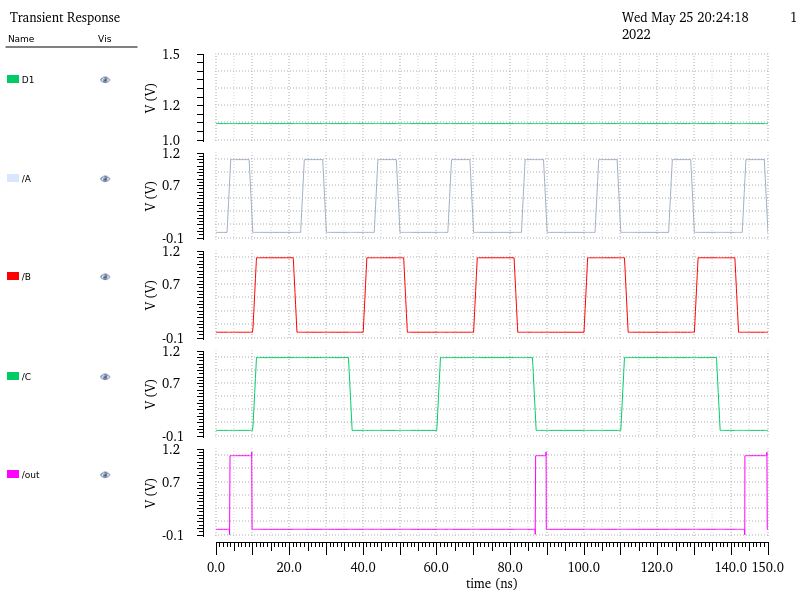 Transient Response
Wed May 25 20:24:18 1
2022
Name Vis
D1
V (V)
1.5
1.2
1.0
/A
V (V)
1.2
0.7
-0.1
/B
V (V)
1.2
0.7
-0.1
/C
V (V)
1.2
0.7
-0.1
/out
V (V)
1.2
0.7
-0.1
0.0 20.0 40.0 60.0 80.0 100.0 120.0 140.0 150.0
time (ns)